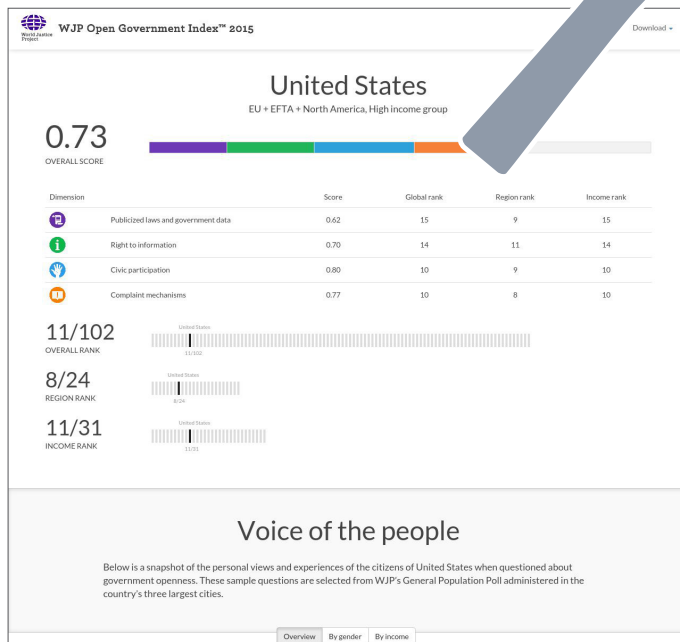 World Justice
Project
WJP Open Government Index™ 2015
Download
United States
EU + EFTA + North America, High income group
0.73
OVERALL SCORE
Dimension Score Global rank Region rank Income rank
Publicized laws and government data 0.62 15 9 15
Right to information 0.70 14 11 14
Civic participation 0.80 10 9 10
Complaint mechanisms 0.77 10 8 10
11/102
OVERALL RANK
United States
11/102
8/24
REGION RANK
United States
8/24
11/31
INCOME RANK
United States
11/31
Voice of the people
Below is a snapshot of the personal views and experiences of the citizens of United States when questioned about
government openness. These sample questions are selected from WJP's General Population Poll administered in the
country's three largest cities.
Overview By gender By income